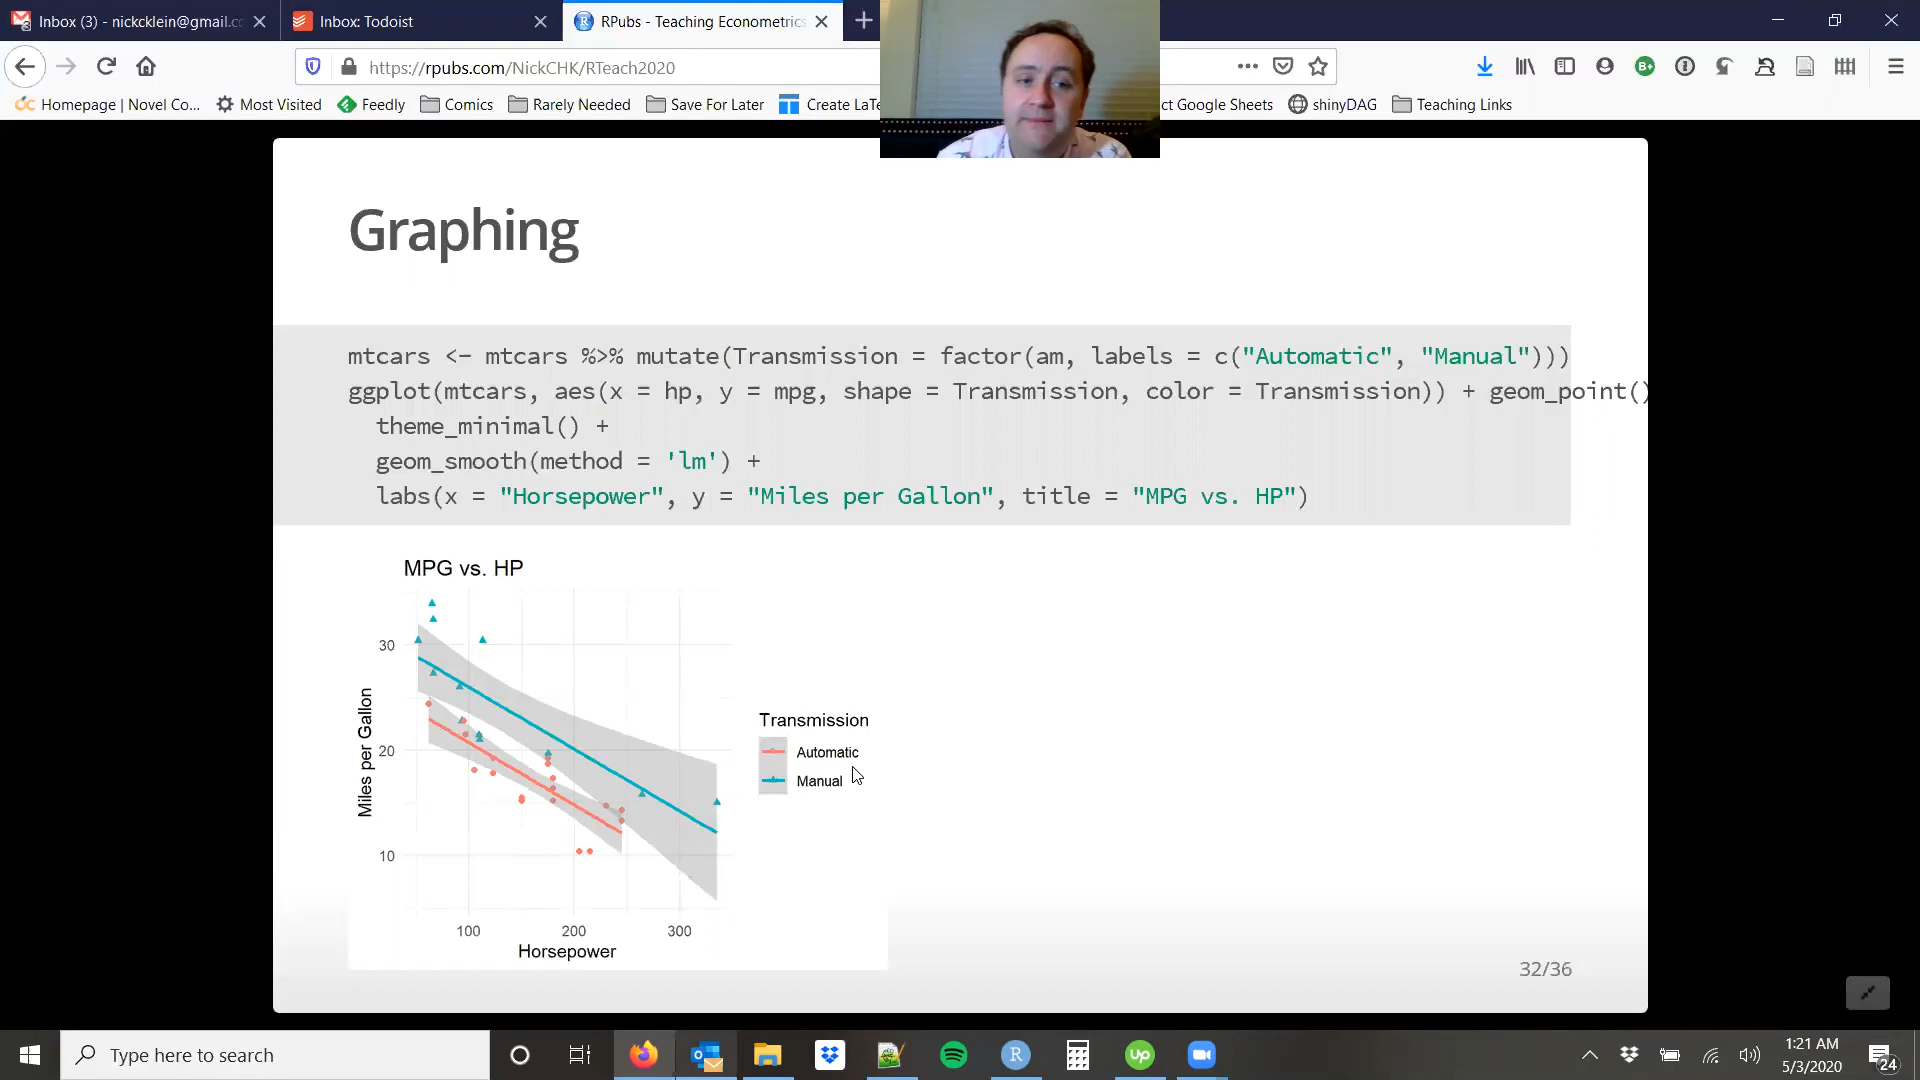 Inbox (3) - nickcklein@gmail.cc
Inbox: Todoist
RPubs - Teaching Econometrics
https://rpubs.com/NickCHK/RTeach2020
Homepage | Novel Co...
Most Visited
Feedly
Comics
Rarely Needed
Save For Later
Create LaTe
ct Google Sheets
shinyDAG
Teaching Links
Graphing
mtcars <- mtcars %>% mutate(Transmission = factor(am, labels = c("Automatic", "Manual")))
ggplot(mtcars, aes(x = hp, y = mpg, shape = Transmission, color = Transmission)) + geom_point()
theme_minimal() +
geom_smooth(method = 'lm') +
labs(x = "Horsepower", y = "Miles per Gallon", title = "MPG vs. HP")
MPG vs. HP
30
20
10
Miles per Gallon
100
200
300
Horsepower
Transmission
Automatic
Manual
32/36
Type here to search
1:21 AM
5/3/2020
24